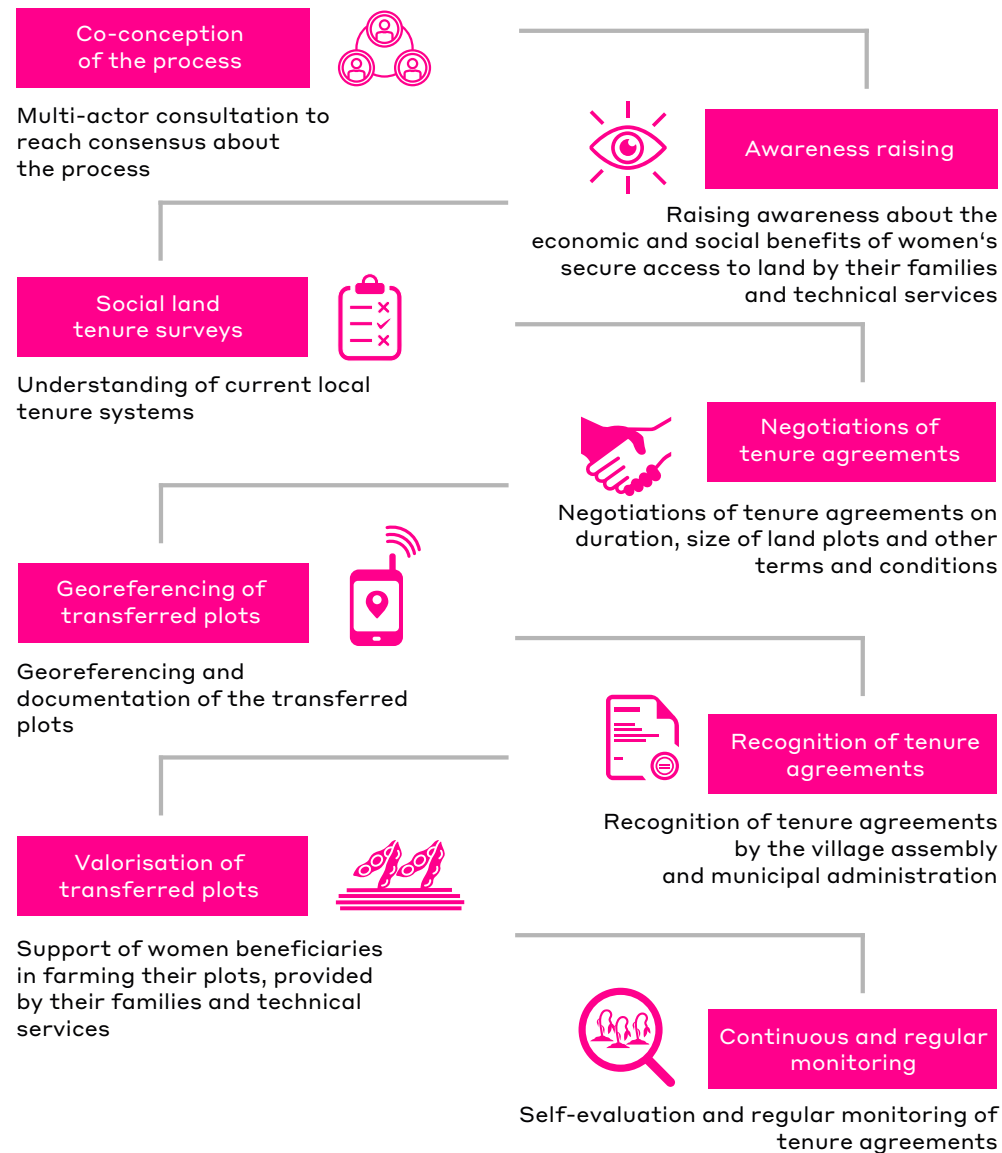 Co-conception
of the process
Multi-actor consultation to
reach consensus about
the process
Awareness raising
Raising awareness about the
economic and social benefits of women‘s
secure access to land by their families
and technical services
Social land
tenure surveys
Understanding of current local
tenure systems
Negotiations of
tenure agreements
Negotiations of tenure agreements on
duration, size of land plots and other
terms and conditions
Georeferencing of
transferred plots
Georeferencing and
documentation of the transferred
plots
Recognition of tenure
agreements
Recognition of tenure agreements
by the village assembly
and municipal administration
Valorisation of
transferred plots
Support of women beneficiaries
in farming their plots, provided
by their families and technical
services
Continuous and regular
monitoring
Self-evaluation and regular monitoring of
tenure agreements